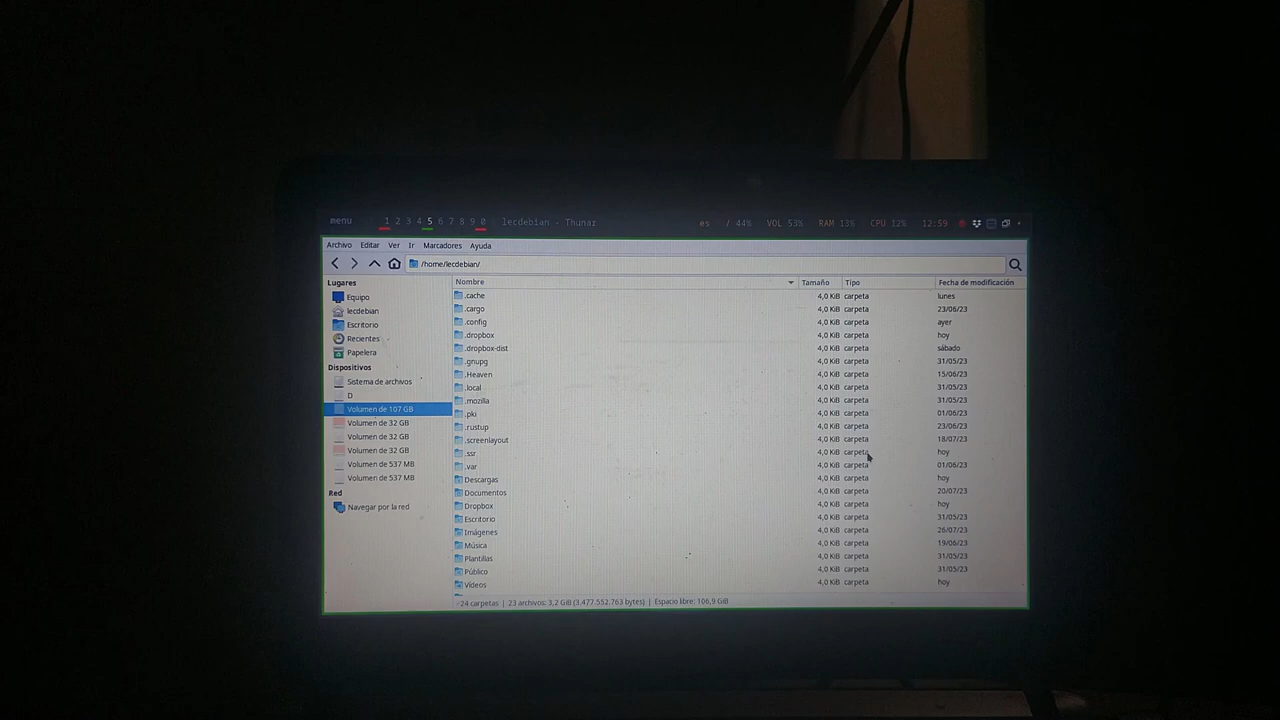 menu 1 2 3 4 5 6 7 8 9 0 lecdebian - Thunar es / 44% VOL 53% RAM 13% CPU 12% 12:59
Archivo Editar Ver Ir Marcadores Ayuda
/home/lecdebian/
Lugares
Equipo
lecdebian
Escritorio
Recientes
Papelera
Dispositivos
Sistema de archivos
D
Volumen de 107 GB
Volumen de 32 GB
Volumen de 32 GB
Volumen de 32 GB
Volumen de 537 MB
Volumen de 537 MB
Red
Navegar por la red
Nombre Tamaño Tipo Fecha de modificación
.cache 4,0 KiB carpeta lunes
.cargo 4,0 KiB carpeta 23/06/23
.config 4,0 KiB carpeta ayer
.dropbox 4,0 KiB carpeta hoy
.dropbox-dist 4,0 KiB carpeta sábado
.gnupg 4,0 KiB carpeta 31/05/23
.Heaven 4,0 KiB carpeta 15/06/23
.local 4,0 KiB carpeta 31/05/23
.mozilla 4,0 KiB carpeta 31/05/23
.pki 4,0 KiB carpeta 01/06/23
.rustup 4,0 KiB carpeta 23/06/23
.screenlayout 4,0 KiB carpeta 18/07/23
.ssr 4,0 KiB carpeta hoy
.var 4,0 KiB carpeta 01/06/23
Descargas 4,0 KiB carpeta hoy
Documentos 4,0 KiB carpeta 20/07/23
Dropbox 4,0 KiB carpeta hoy
Escritorio 4,0 KiB carpeta 31/05/23
Imágenes 4,0 KiB carpeta 26/07/23
Música 4,0 KiB carpeta 19/06/23
Plantillas 4,0 KiB carpeta 31/05/23
Público 4,0 KiB carpeta 31/05/23
Vídeos 4,0 KiB carpeta hoy
24 carpetas | 23 archivos: 3,2 GiB (3.477.552.763 bytes) | Espacio libre: 106,9 GiB